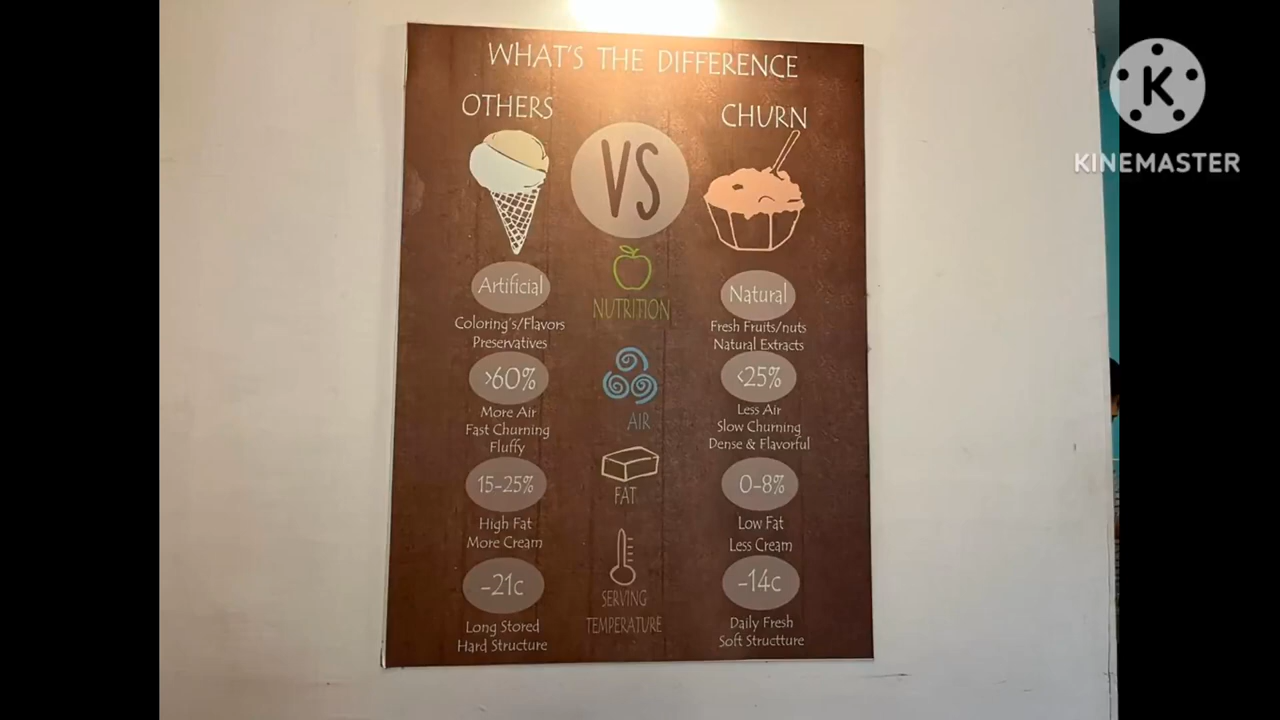 WHAT'S THE DIFFERENCE
OTHERS
CHURN
VS
NUTRITION
Artificial
Natural
Coloring's/Flavors
Preservatives
Fresh Fruits/nuts
Natural Extracts
>60%
<25%
AIR
More Air
Fast Churning
Fluffy
Less Air
Slow Churning
Dense & Flavorful
15-25%
FAT
0-8%
High Fat
More Cream
Low Fat
Less Cream
-21c
SERVING
TEMPERATURE
-14c
Long Stored
Hard Structure
Daily Fresh
Soft Structture
K
KINEMASTER